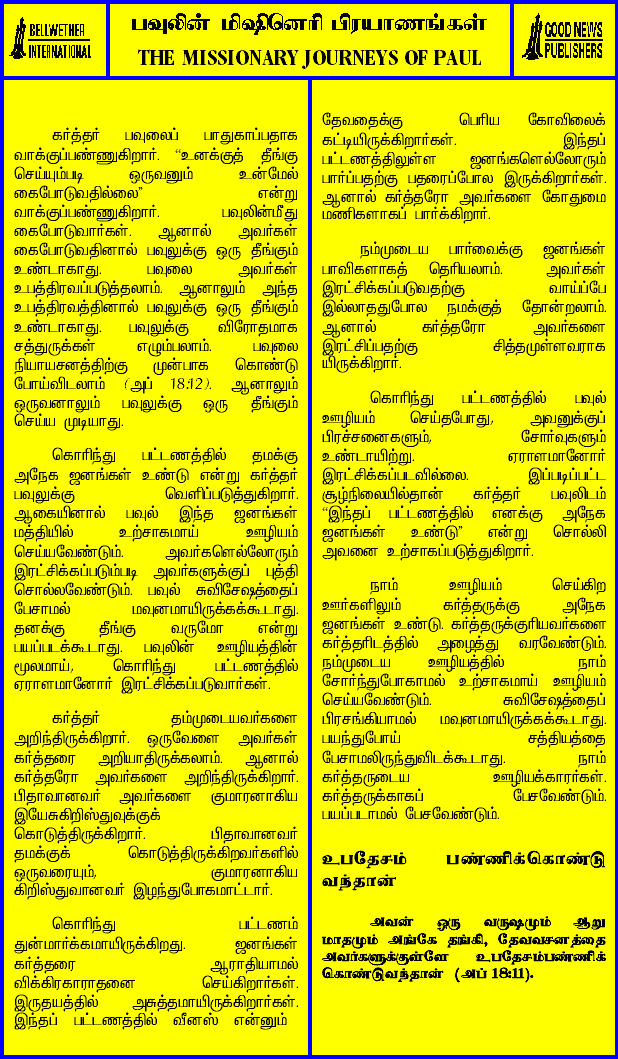 BELLWETHER
INTERNATIONAL
பவுலின் மிஷினெரி பிரயாணங்கள்
THE MISSIONARY JOURNEYS OF PAUL
GOOD NEWS
PUBLISHERS
கர்த்தர் பவுலைப் பாதுகாப்பதாக
வாக்குப்பண்ணுகிறார். “உனக்குத் தீங்கு
செய்யும்படி ஒருவனும் உன்மேல்
கைபோடுவதில்லை” என்று
வாக்குப்பண்ணுகிறார். பவுலின்மீது
கைபோடுவார்கள். ஆனால் அவர்கள்
கைபோடுவதினால் பவுலுக்கு ஒரு தீங்கும்
உண்டாகாது. பவுலை அவர்கள்
உபத்திரவப்படுத்தலாம். ஆனாலும் அந்த
உபத்திரவத்தினால் பவுலுக்கு ஒரு தீங்கும்
உண்டாகாது. பவுலுக்கு விரோதமாக
சத்துருக்கள் எழும்பலாம். பவுலை
நியாயசனத்திற்கு முன்பாக கொண்டு
போய்விடலாம் (அப் 18:12). ஆனாலும்
ஒருவனாலும் பவுலுக்கு ஒரு தீங்கும்
செய்ய முடியாது.
கொரிந்து பட்டணத்தில் தமக்கு
அநேக ஜனங்கள் உண்டு என்று கர்த்தர்
பவுலுக்கு வெளிப்படுத்துகிறார்.
ஆகையினால் பவுல் இந்த ஜனங்கள்
மத்தியில் உற்சாகமாய் ஊழியம்
செய்யவேண்டும். அவர்களெல்லோரும்
இரட்சிக்கப்படும்படி அவர்களுக்குப் புத்தி
சொல்லவேண்டும். பவுல் சுவிசேஷத்தைப்
பேசாமல் மவுனமாயிருக்கக்கூடாது.
தனக்கு தீங்கு வருமோ என்று
பயப்படக்கூடாது. பவுலின் ஊழியத்தின்
மூலமாய், கொரிந்து பட்டணத்தில்
ஏராளமானோர் இரட்சிக்கப்படுவார்கள்.
கர்த்தர் தம்முடையவர்களை
அறிந்திருக்கிறார். ஒருவேளை அவர்கள்
கர்த்தரை அறியாதிருக்கலாம். ஆனால்
கர்த்தரோ அவர்களை அறிந்திருக்கிறார்.
பிதாவானவர் அவர்களை குமாரனாகிய
இயேசுகிறிஸ்துவுக்குக்
கொடுத்திருக்கிறார். பிதாவானவர்
தமக்குக் கொடுத்திருக்கிறவர்களில்
ஒருவரையும், குமாரனாகிய
கிறிஸ்துவானவர் இழந்துபோகமாட்டார்.
கொரிந்து பட்டணம்
துன்மார்க்கமாயிருக்கிறது. ஜனங்கள்
கர்த்தரை ஆராதியாமல்
விக்கிரகாராதனை செய்கிறார்கள்.
இருதயத்தில் அசுத்தமாயிருக்கிறார்கள்.
இந்தப் பட்டணத்தில் வீனஸ் என்னும்
தேவதைக்கு பெரிய கோவிலைக்
கட்டியிருக்கிறார்கள். இந்தப்
பட்டணத்திலுள்ள ஜனங்களெல்லோரும்
பார்ப்பதற்கு பதரைப்போல இருக்கிறார்கள்.
ஆனால் கர்த்தரோ அவர்களை கோதுமை
மணிகளாகப் பார்க்கிறார்.
நம்முடைய பார்வைக்கு ஜனங்கள்
பாவிகளாகத் தெரியலாம். அவர்கள்
இரட்சிக்கப்படுவதற்கு வாய்ப்பே
இல்லாததுபோல நமக்குத் தோன்றலாம்.
ஆனால் கர்த்தரோ அவர்களை
இரட்சிப்பதற்கு சித்தமுள்ளவராக
யிருக்கிறார்.
கொரிந்து பட்டணத்தில் பவுல்
ஊழியம் செய்தபோது, அவனுக்குப்
பிரச்சனைகளும், சோர்வுகளும்
உண்டாயிற்று. ஏராளமானோர்
இரட்சிக்கப்படவில்லை. இப்படிப்பட்ட
சூழ்நிலையில்தான் கர்த்தர் பவுலிடம்
“இந்தப் பட்டணத்தில் எனக்கு அநேக
ஜனங்கள் உண்டு” என்று சொல்லி
அவனை உற்சாகப்படுத்துகிறார்.
நாம் ஊழியம் செய்கிற
ஊர்களிலும் கர்த்தருக்கு அநேக
ஜனங்கள் உண்டு. கர்த்தருக்குரியவர்களை
கர்த்தரிடத்தில் அழைத்து வரவேண்டும்.
நம்முடைய ஊழியத்தில் நாம்
சோர்ந்துபோகாமல் உற்சாகமாய் ஊழியம்
செய்யவேண்டும். சுவிசேஷத்தைப்
பிரசங்கியாமல் மவுனமாயிருக்கக்கூடாது.
பயந்துபோய் சத்தியத்தை
பேசாமலிருந்துவிடக்கூடாது. நாம்
கர்த்தருடைய ஊழியக்காரர்கள்.
கர்த்தருக்காகப் பேசவேண்டும்.
பயப்படாமல் பேசவேண்டும்.
உபதேசம் பண்ணிக்கொண்டு
வந்தான்
அவன் ஒரு வருஷமும் ஆறு
மாதமும் அங்கே தங்கி, தேவவசனத்தை
அவர்களுக்குள்ளே உபதேசம்பண்ணிக்
கொண்டுவந்தான் (அப் 18:11).